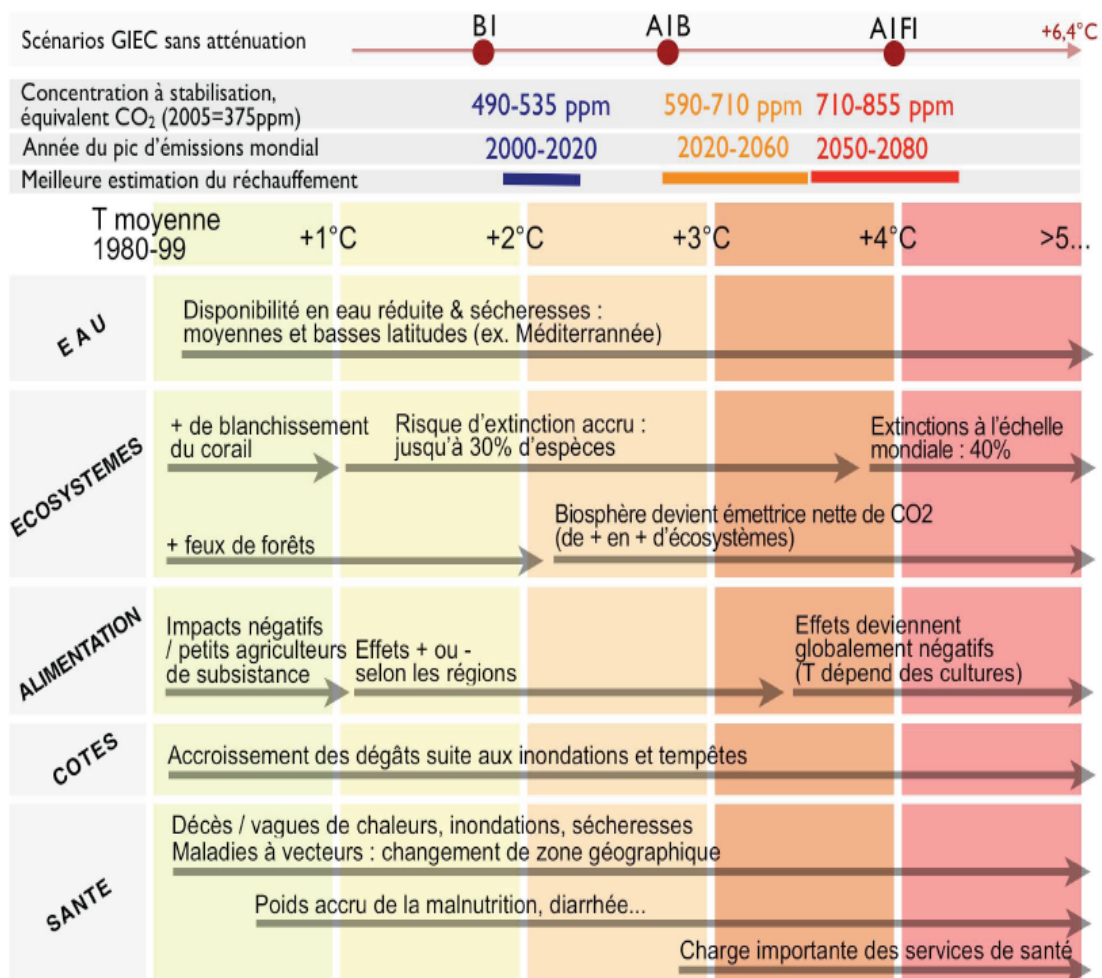 Scénarios GIEC sans atténuation
BI
AIB
AIFI
+6,4°C
Concentration à stabilisation,
équivalent CO₂ (2005=375ppm)
490-535 ppm
590-710 ppm
710-855 ppm
Année du pic d'émissions mondial
2000-2020
2020-2060
2050-2080
Meilleure estimation du réchauffement
T moyenne
1980-99
+1°C
+2°C
+3°C
+4°C
>5...
EAU
Disponibilité en eau réduite & sécheresses :
moyennes et basses latitudes (ex. Méditerrannée)
ECOSYSTEMES
+ de blanchissement
du corail
Risque d'extinction accru :
jusqu'à 30% d'espèces
Extinctions à l'échelle
mondiale : 40%
+ feux de forêts
Biosphère devient émettrice nette de CO2
(de + en + d'écosystèmes)
ALIMENTATION
Impacts négatifs
/ petits agriculteurs
de subsistance
Effets + ou -
selon les régions
Effets deviennent
globalement négatifs
(T dépend des cultures)
COTES
Accroissement des dégâts suite aux inondations et tempêtes
SANTE
Décès / vagues de chaleurs, inondations, sécheresses
Maladies à vecteurs : changement de zone géographique
Poids accru de la malnutrition, diarrhée...
Charge importante des services de santé